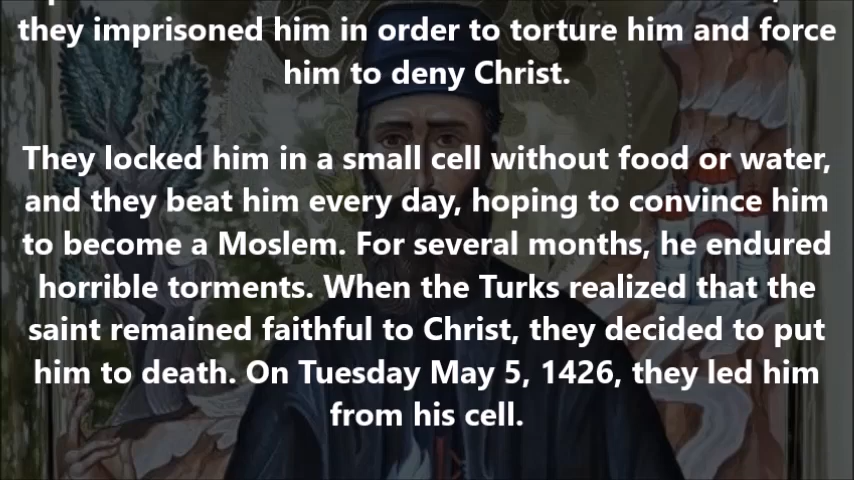 they imprisoned him in order to torture him and force
him to deny Christ.
They locked him in a small cell without food or water,
and they beat him every day, hoping to convince him
to become a Moslem. For several months, he endured
horrible torments. When the Turks realized that the
saint remained faithful to Christ, they decided to put
him to death. On Tuesday May 5, 1426, they led him
from his cell.